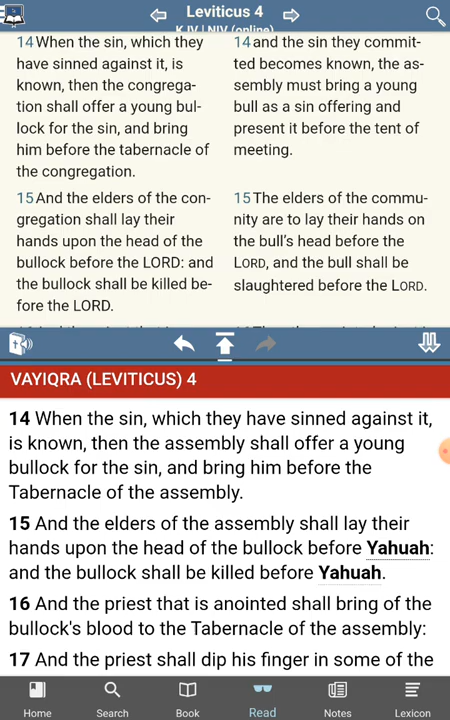 Leviticus 4
KJV | NIV (online)
14 When the sin, which they
have sinned against it, is
known, then the congrega-
tion shall offer a young bul-
lock for the sin, and bring
him before the tabernacle of
the congregation.
15 And the elders of the con-
gregation shall lay their
hands upon the head of the
bullock before the LORD: and
the bullock shall be killed be-
fore the LORD.
14 and the sin they commit-
ted becomes known, the as-
sembly must bring a young
bull as a sin offering and
present it before the tent of
meeting.
15 The elders of the commu-
nity are to lay their hands on
the bull's head before the
LORD, and the bull shall be
slaughtered before the LORD.
VAYIQRA (LEVITICUS) 4
14 When the sin, which they have sinned against it,
is known, then the assembly shall offer a young
bullock for the sin, and bring him before the
Tabernacle of the assembly.
15 And the elders of the assembly shall lay their
hands upon the head of the bullock before Yahuah:
and the bullock shall be killed before Yahuah.
16 And the priest that is anointed shall bring of the
bullock's blood to the Tabernacle of the assembly:
17 And the priest shall dip his finger in some of the
Home Search Book Read Notes Lexicon